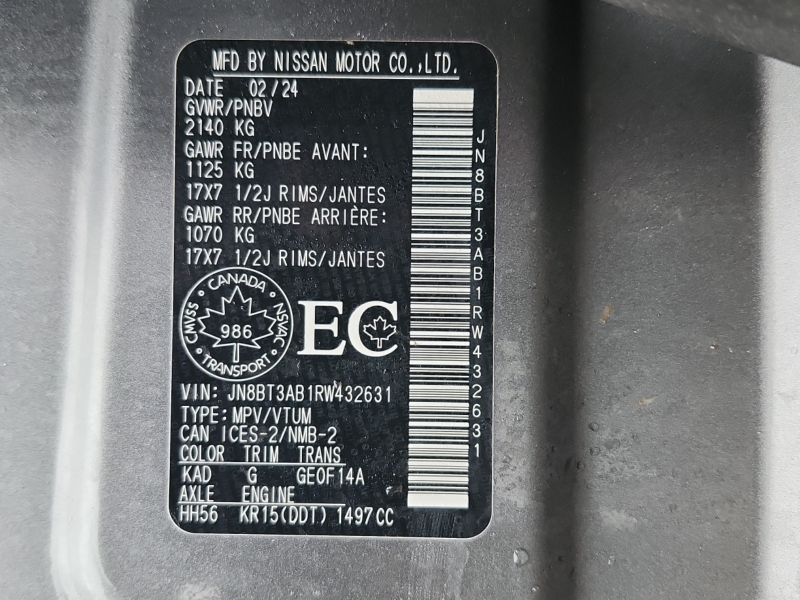 MFD BY NISSAN MOTOR CO.,LTD.
DATE 02/24
GVWR/PNBV
2140 KG
GAWR FR/PNBE AVANT:
1125 KG
17X7 1/2J RIMS/JANTES
GAWR RR/PNBE ARRIÈRE:
1070 KG
17X7 1/2J RIMS/JANTES
CANADA
CMVSS
986
NSVAC
TRANSPORT
EC
VIN: JN8BT3AB1RW432631
TYPE: MPV/VTUM
CAN ICES-2/NMB-2
COLOR TRIM TRANS
KAD G GE0F14A
AXLE ENGINE
HH56 KR15(DDT) 1497CC
JN8BT3AB1RW432631